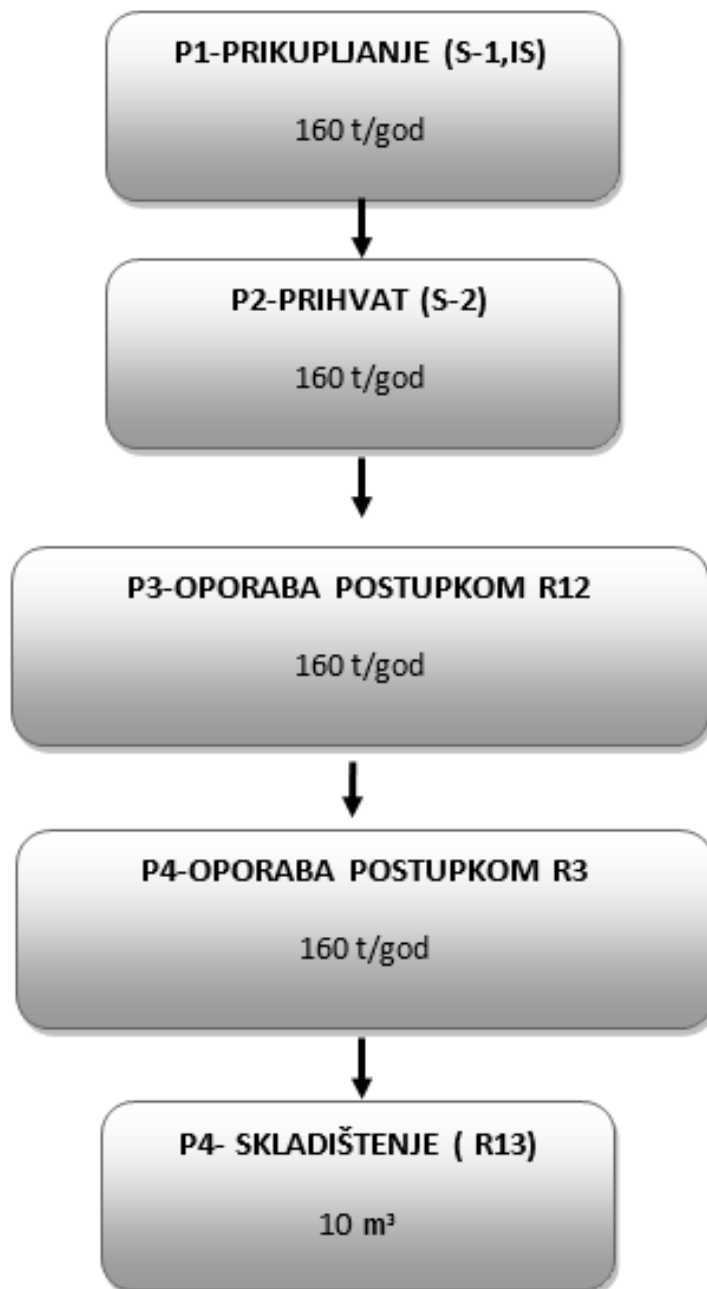 P1-PRIKUPLJANJE (S-1,IS)
160 t/god
P2-PRIHVAT (S-2)
160 t/god
P3-OPORABA POSTUPKOM R12
160 t/god
P4-OPORABA POSTUPKOM R3
160 t/god
P4- SKLADIŠTENJE ( R13)
10 m³